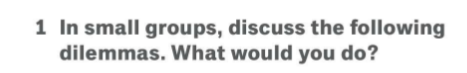 1 In small groups, discuss the following
dilemmas. What would you do?